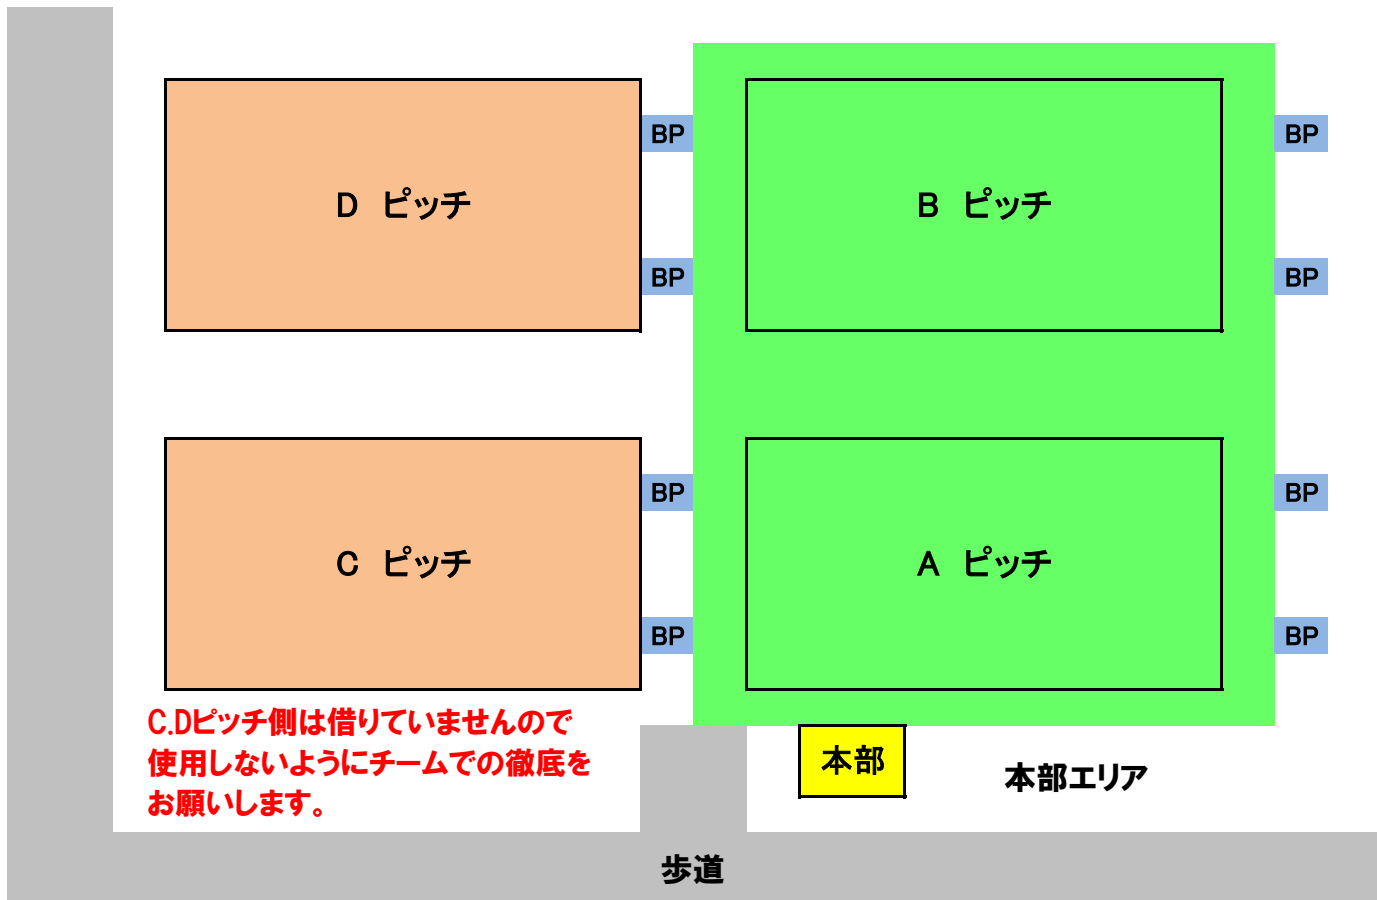 D ピッチ
BP
B ピッチ
BP
BP
BP
C ピッチ
BP
A ピッチ
BP
BP
BP
C.Dピッチ側は借りていませんので
使用しないようにチームでの徹底を
お願いします。
本部
本部エリア
歩道